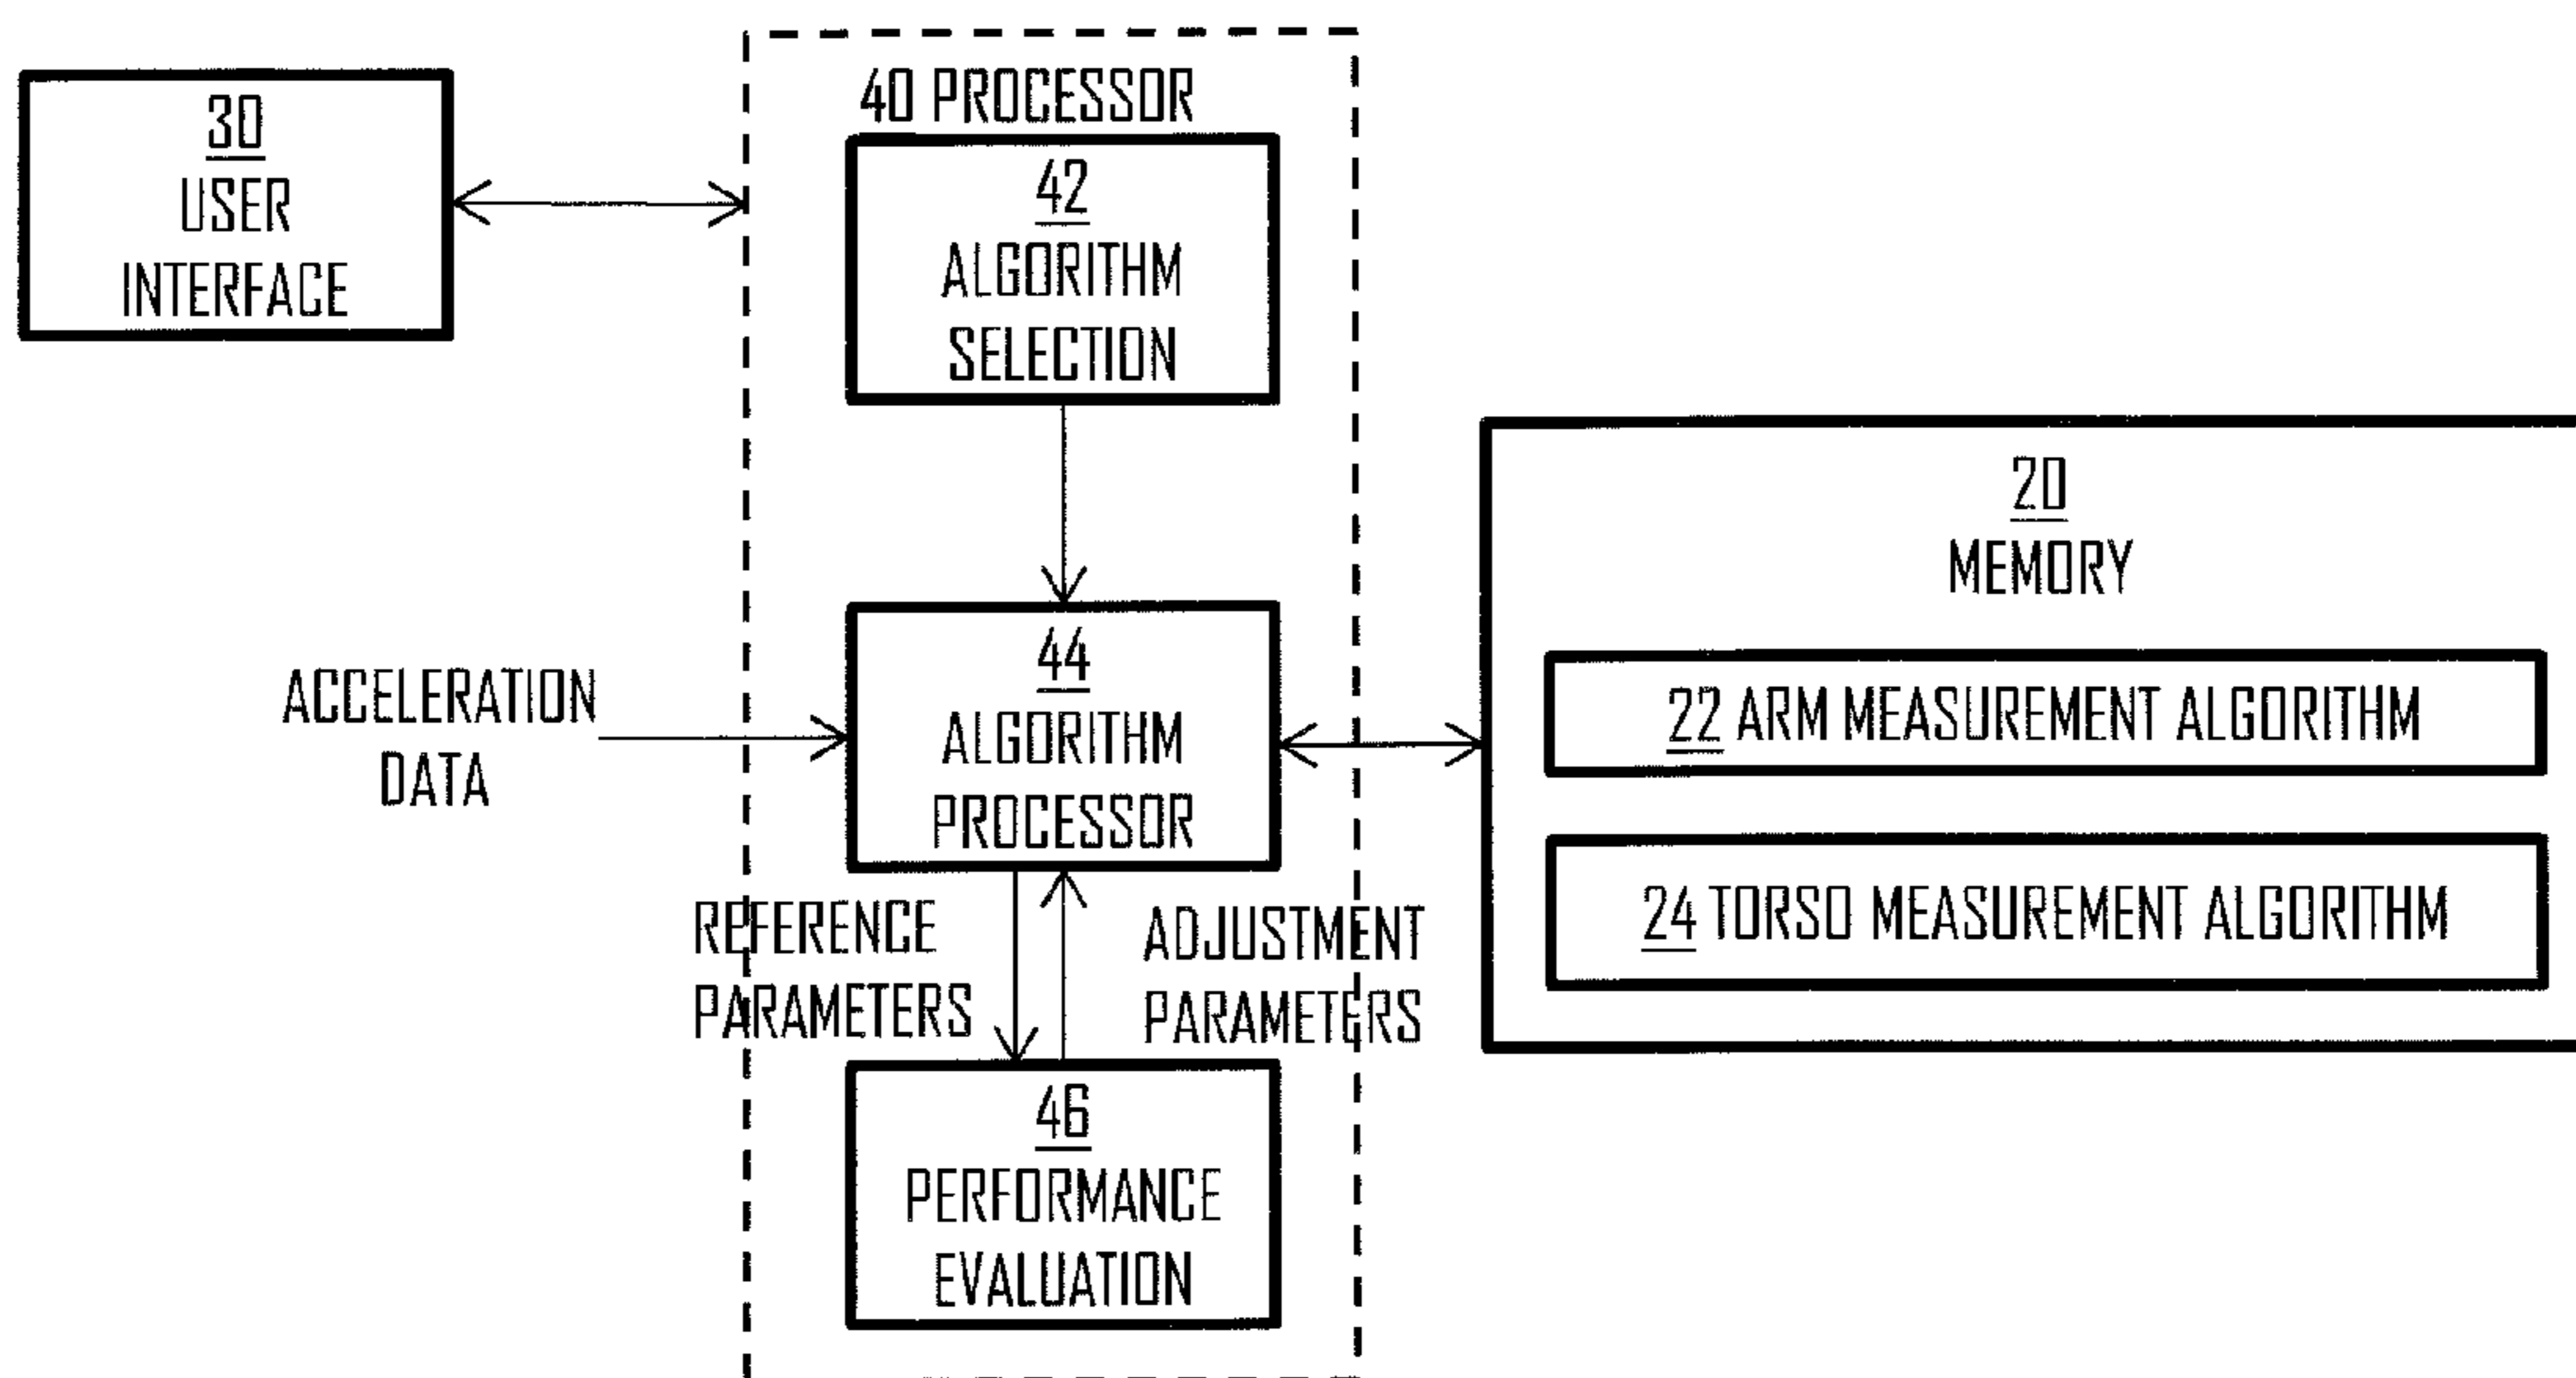 30
USER
INTERFACE
40 PROCESSOR
42
ALGORITHM
SELECTION
ACCELERATION
DATA
44
ALGORITHM
PROCESSOR
20
MEMORY
22 ARM MEASUREMENT ALGORITHM
24 TORSO MEASUREMENT ALGORITHM
REFERENCE
PARAMETERS
ADJUSTMENT
PARAMETERS
46
PERFORMANCE
EVALUATION